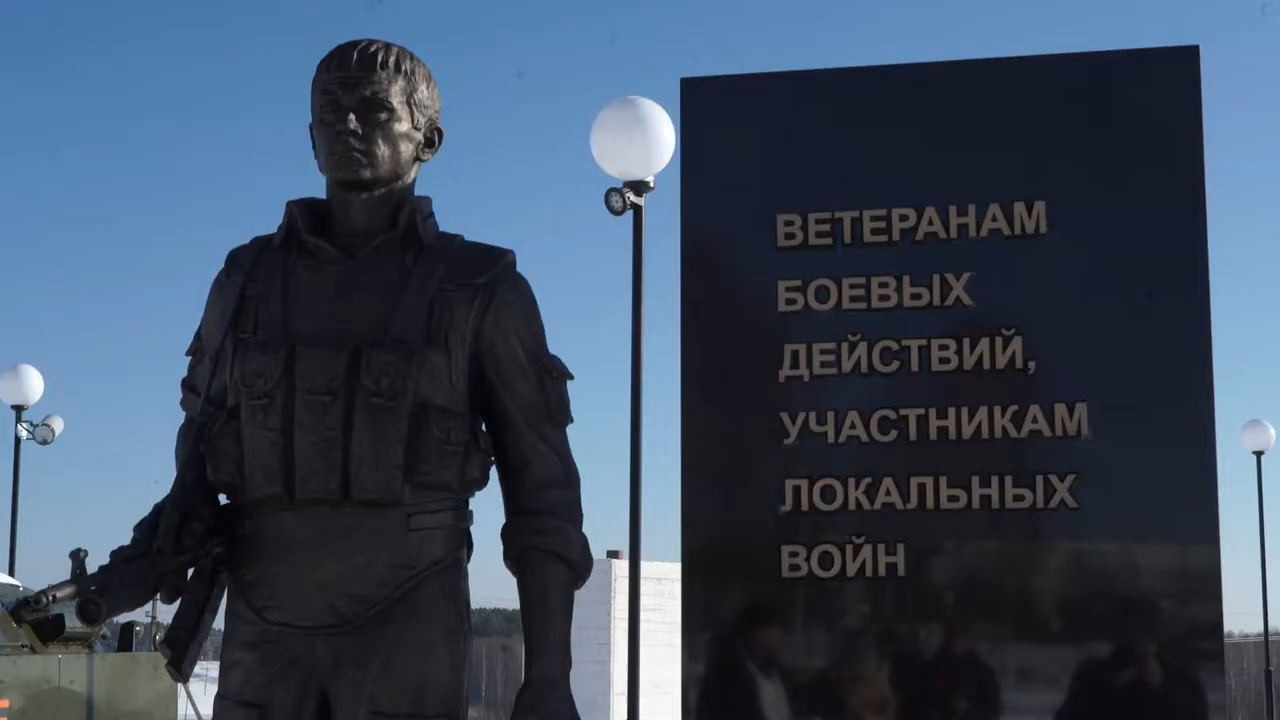 ВЕТЕРАНАМ
БОЕВЫХ
ДЕЙСТВИЙ,
УЧАСТНИКАМ
ЛОКАЛЬНЫХ
ВОЙН